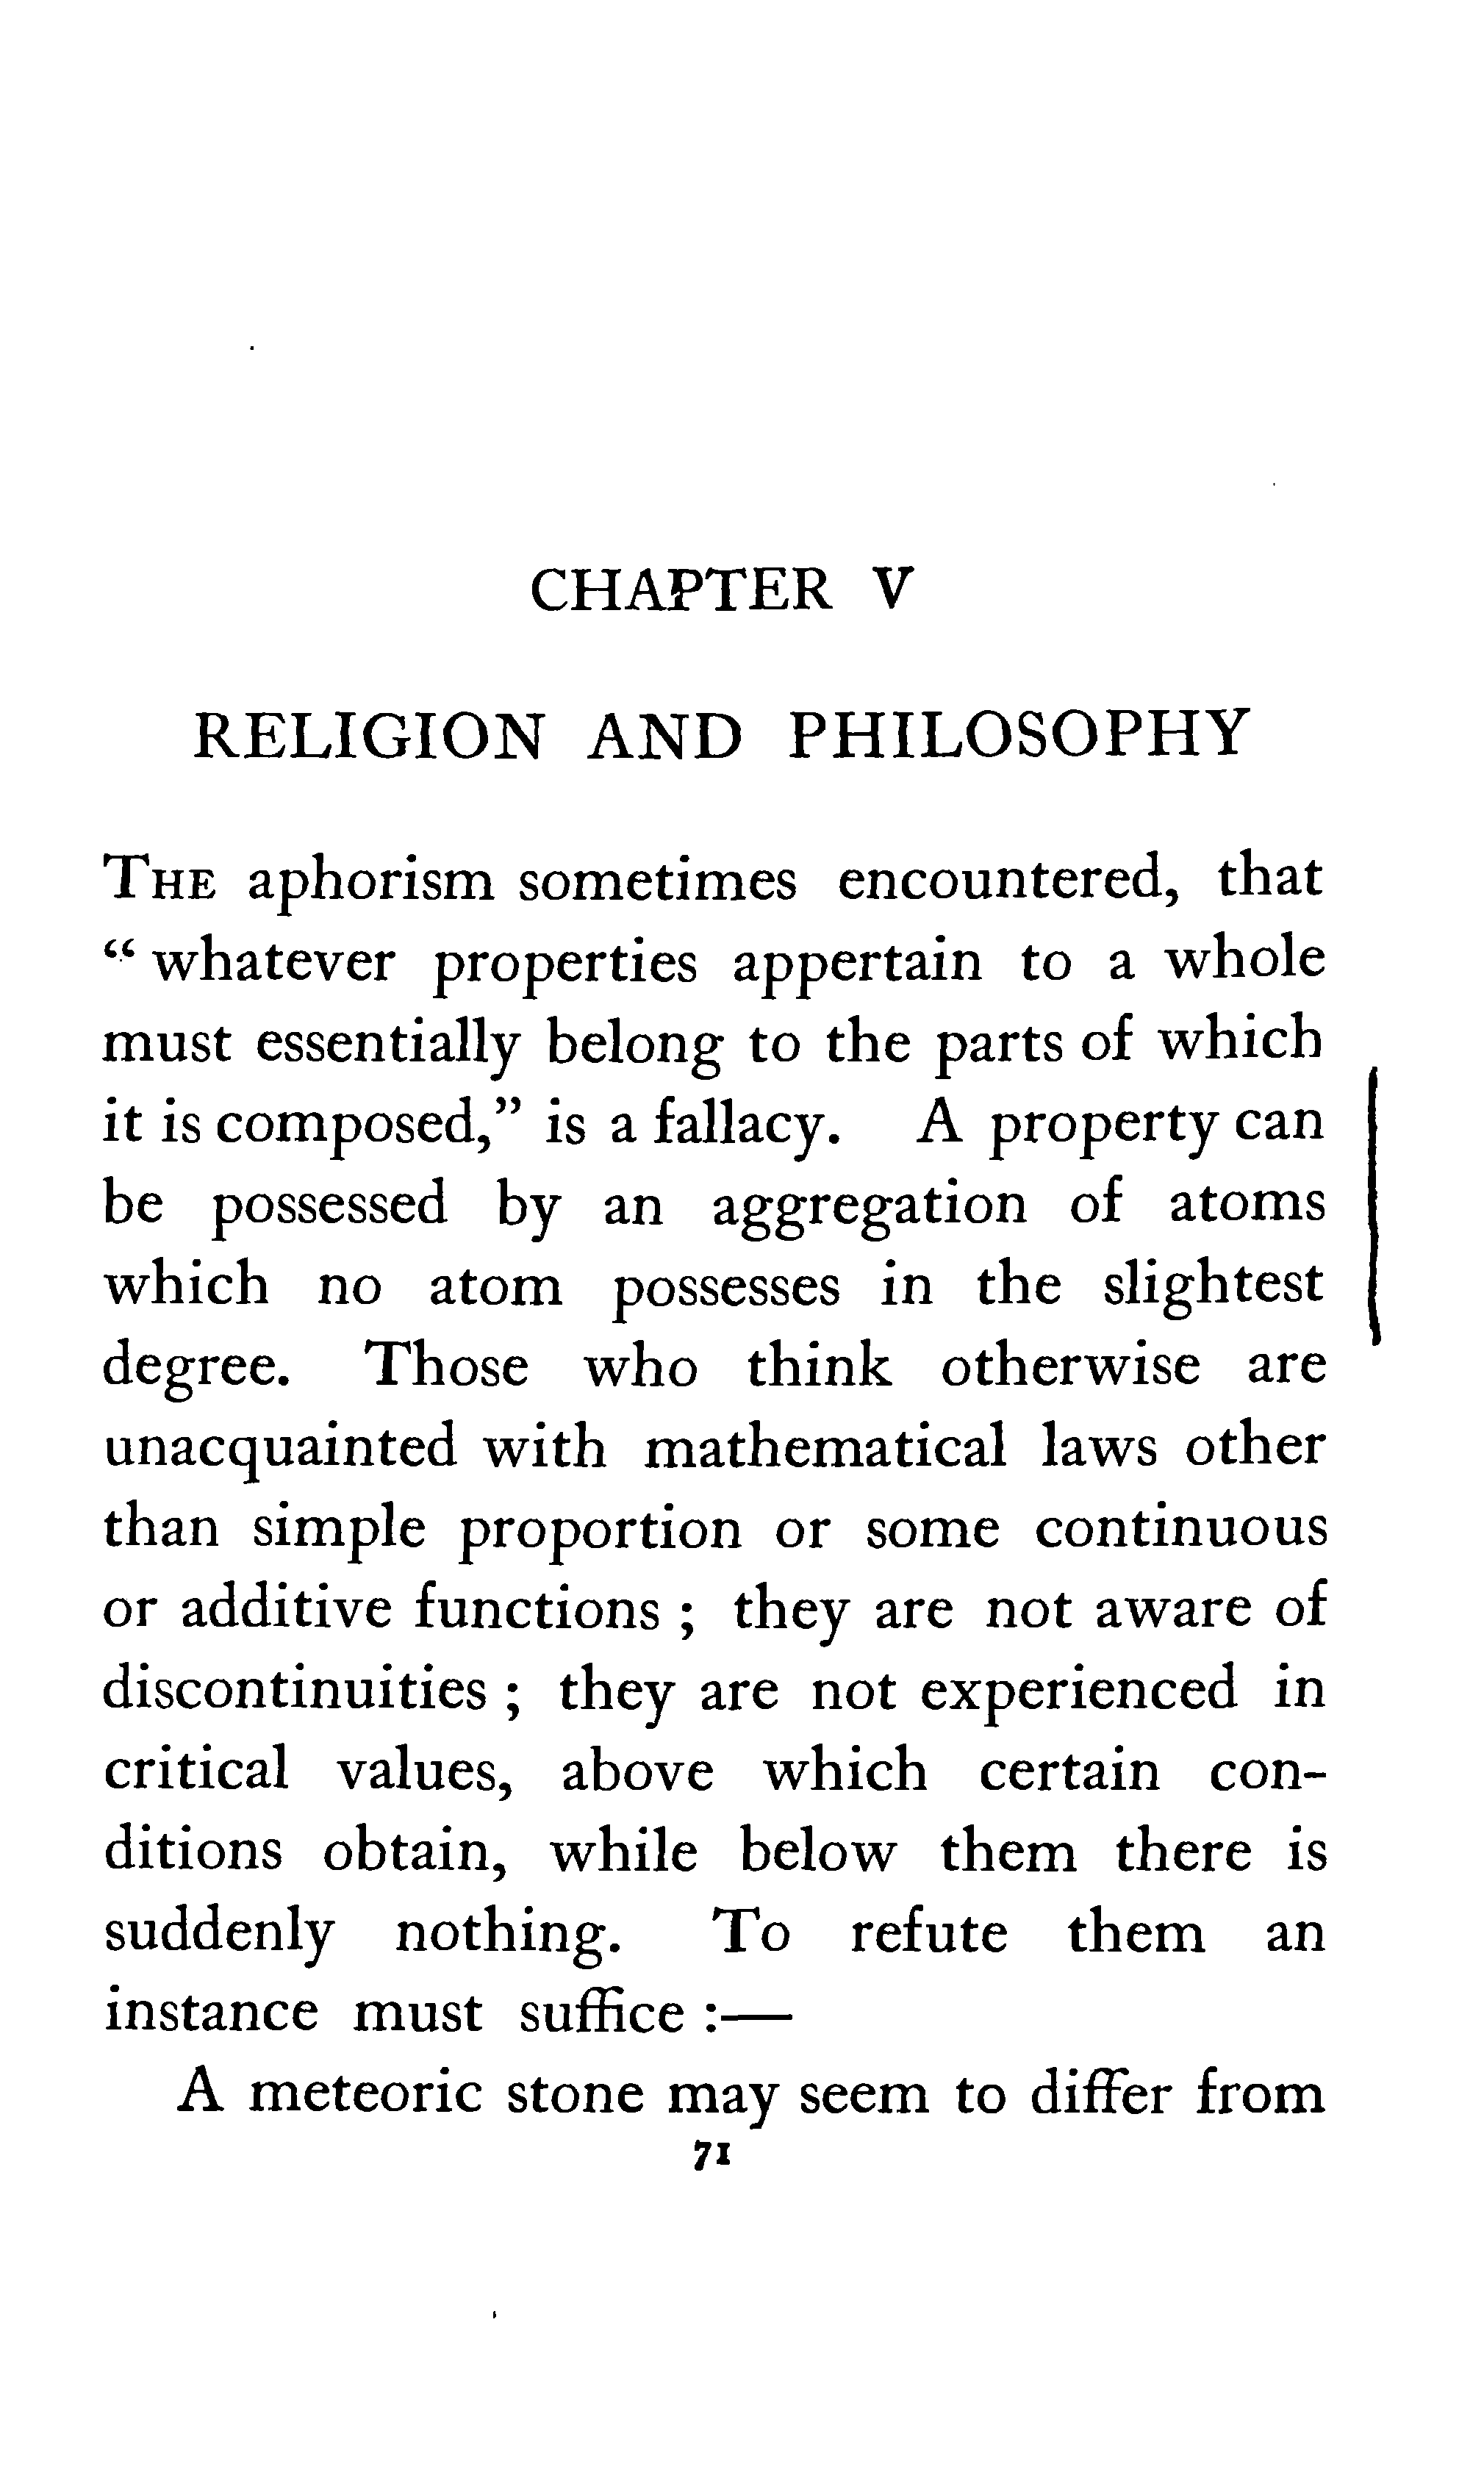 CHAPTER V
RELIGION AND PHILOSOPHY
THE aphorism sometimes encountered, that
“ whatever properties appertain to a whole
must essentially belong to the parts of which
it is composed,” is a fallacy. A property can
be possessed by an aggregation of atoms
which no atom possesses in the slightest
degree. Those who think otherwise are
unacquainted with mathematical laws other
than simple proportion or some continuous
or additive functions ; they are not aware of
discontinuities ; they are not experienced in
critical values, above which certain con-
ditions obtain, while below them there is
suddenly nothing. To refute them an
instance must suffice :—
A meteoric stone may seem to differ from
71